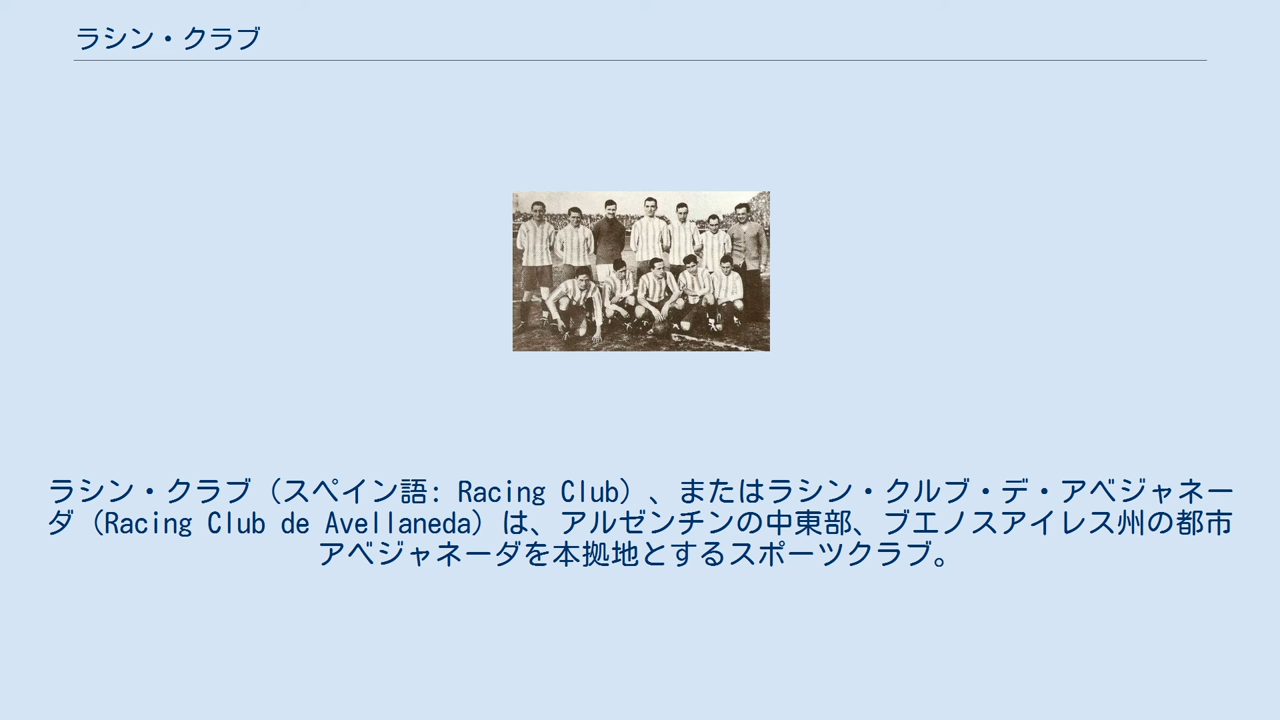 ラシン・クラブ
ラシン・クラブ（スペイン語: Racing Club）、またはラシン・クルブ・デ・アベジャネー
ダ（Racing Club de Avellaneda）は、アルゼンチンの中東部、ブエノスアイレス州の都市
アベジャネーダを本拠地とするスポーツクラブ。